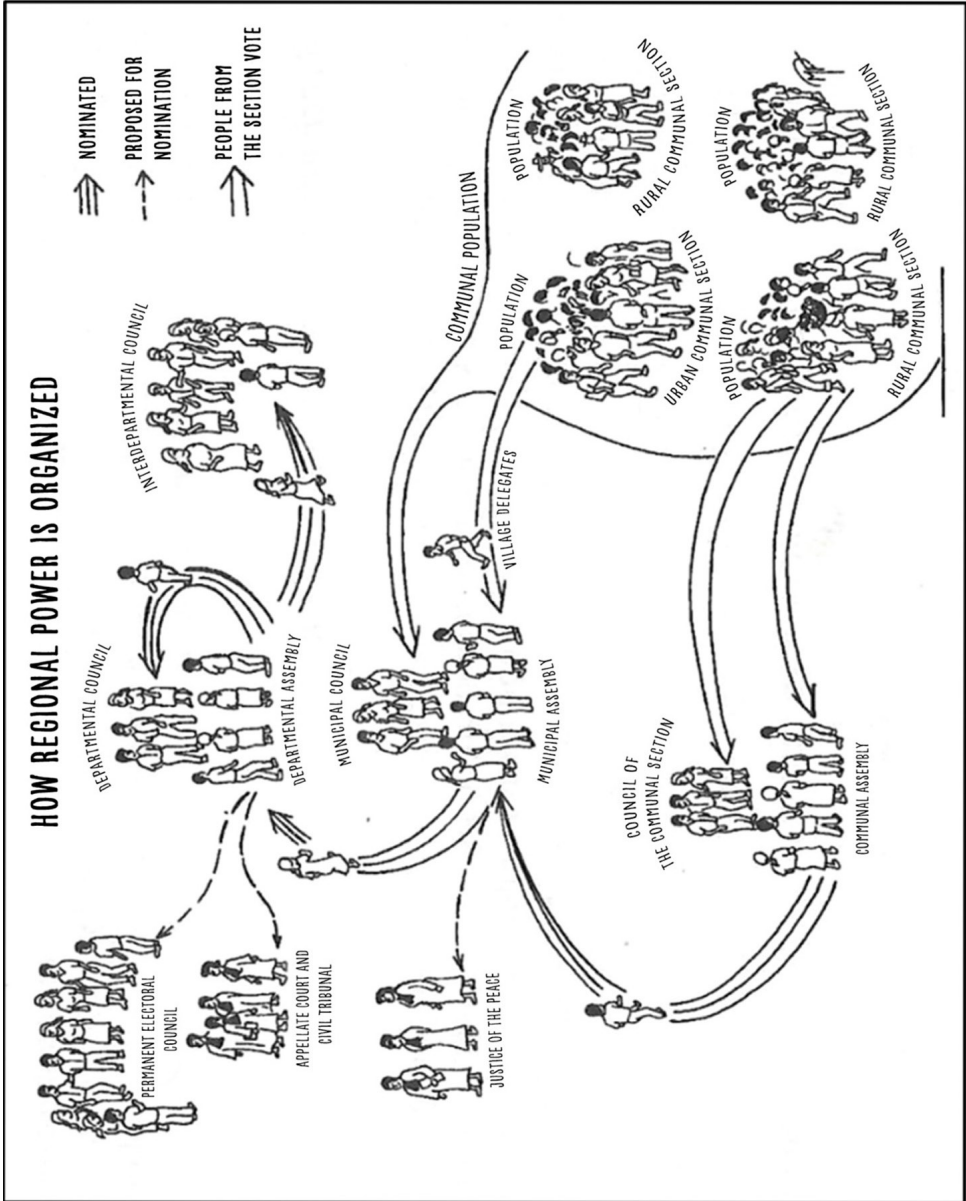 HOW REGIONAL POWER IS ORGANIZED
NOMINATED
PROPOSED FOR
NOMINATION
PEOPLE FROM
THE SECTION VOTE
PERMANENT ELECTORAL
COUNCIL
DEPARTMENTAL COUNCIL
INTERDEPARTMENTAL COUNCIL
APPELLATE COURT AND
CIVIL TRIBUNAL
DEPARTMENTAL ASSEMBLY
MUNICIPAL COUNCIL
COMMUNAL POPULATION
JUSTICE OF THE PEACE
MUNICIPAL ASSEMBLY
VILLAGE DELEGATES
POPULATION
URBAN COMMUNAL SECTION
POPULATION
RURAL COMMUNAL SECTION
COUNCIL OF
THE COMMUNAL SECTION
COMMUNAL ASSEMBLY
POPULATION
RURAL COMMUNAL SECTION
POPULATION
RURAL COMMUNAL SECTION